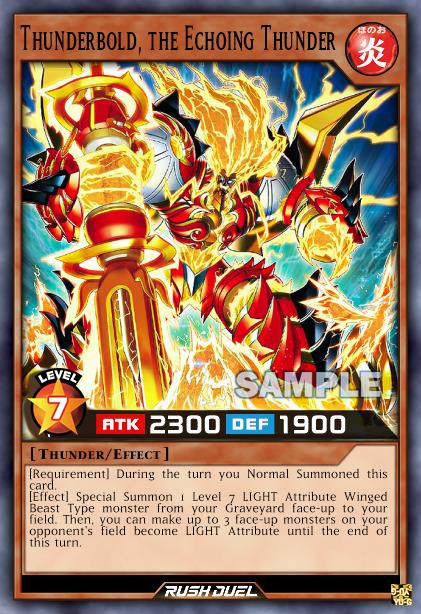 THUNDERBOLD, THE ECHOING THUNDER
ほのお
炎
SAMPLE
LEVEL
7
ATK 2300 DEF 1900
[THUNDER/EFFECT]
[Requirement] During the turn you Normal Summoned this
card.
[Effect] Special Summon 1 Level 7 LIGHT Attribute Winged
Beast Type monster from your Graveyard face-up to your
field. Then, you can make up to 3 face-up monsters on your
opponent's field become LIGHT Attribute until the end of
this turn.
RUSH DUEL